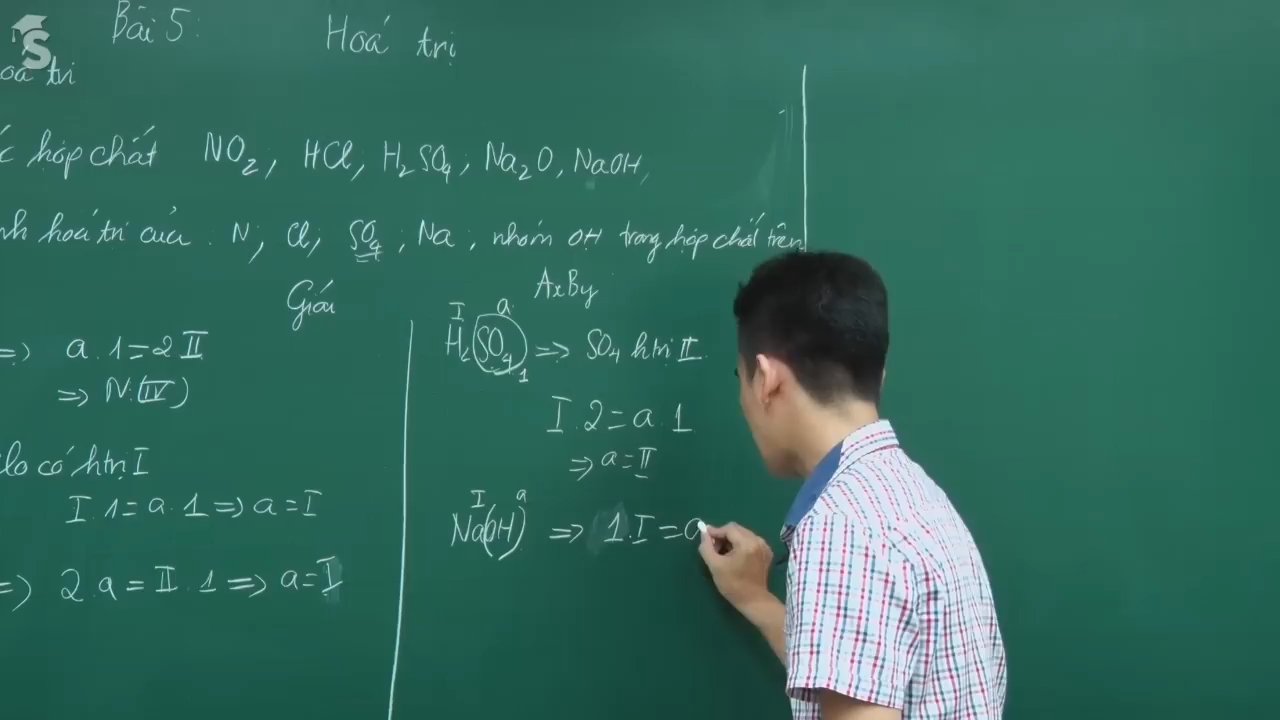 S
Bài 5: Hoá trị
oá trị
c hợp chất NO2; HCl; H2SO4; Na2O, NaOH,
nh hoá trị của. N; Cl; SO4; Na; nhóm OH trong hợp chất trên
Giải
=> a.1=2II
=> N:(IV)
lo có htrị I
I.1=a.1=>a=I
=> 2.a=II.1=>a=I
AxBy
I a
H2(SO4)1 => SO4 htrị II.
I.2=a.1
=> a=II
I a
Na(OH) => 1.I=a